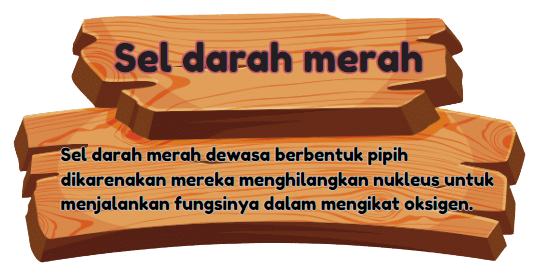 Sel darah merah
Sel darah merah dewasa berbentuk pipih
dikarenakan mereka menghilangkan nukleus untuk
menjalankan fungsinya dalam mengikat oksigen.